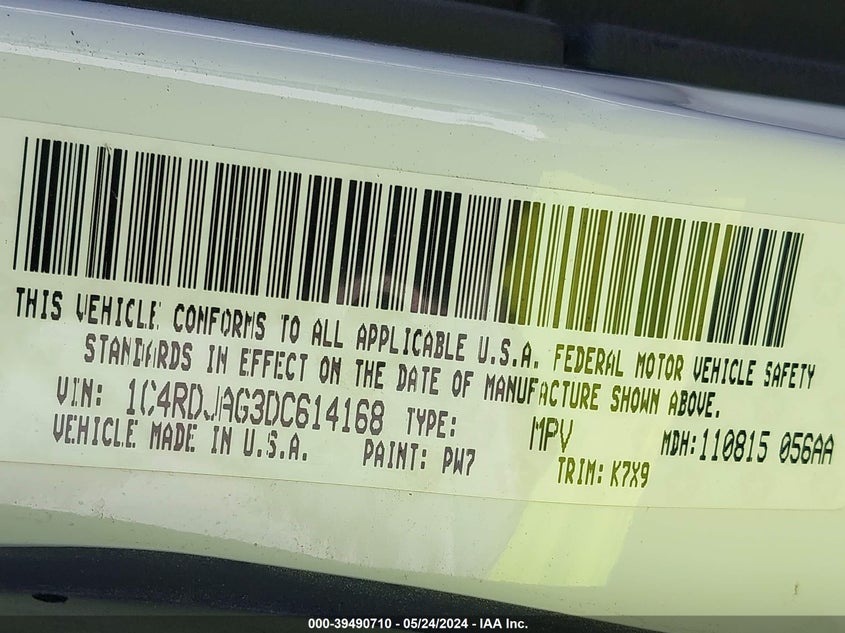 THIS VEHICLE CONFORMS TO ALL APPLICABLE U.S.A. FEDERAL MOTOR VEHICLE SAFETY
STANDARDS IN EFFECT ON THE DATE OF MANUFACTURE SHOWN ABOVE.
VIN: 1C4RDJAG3DC614168 TYPE: MPV MDH:110815 056AA
VEHICLE MADE IN U.S.A. PAINT: PW7 TRIM: K7X9
000-39490710 - 05/24/2024 - IAA Inc.